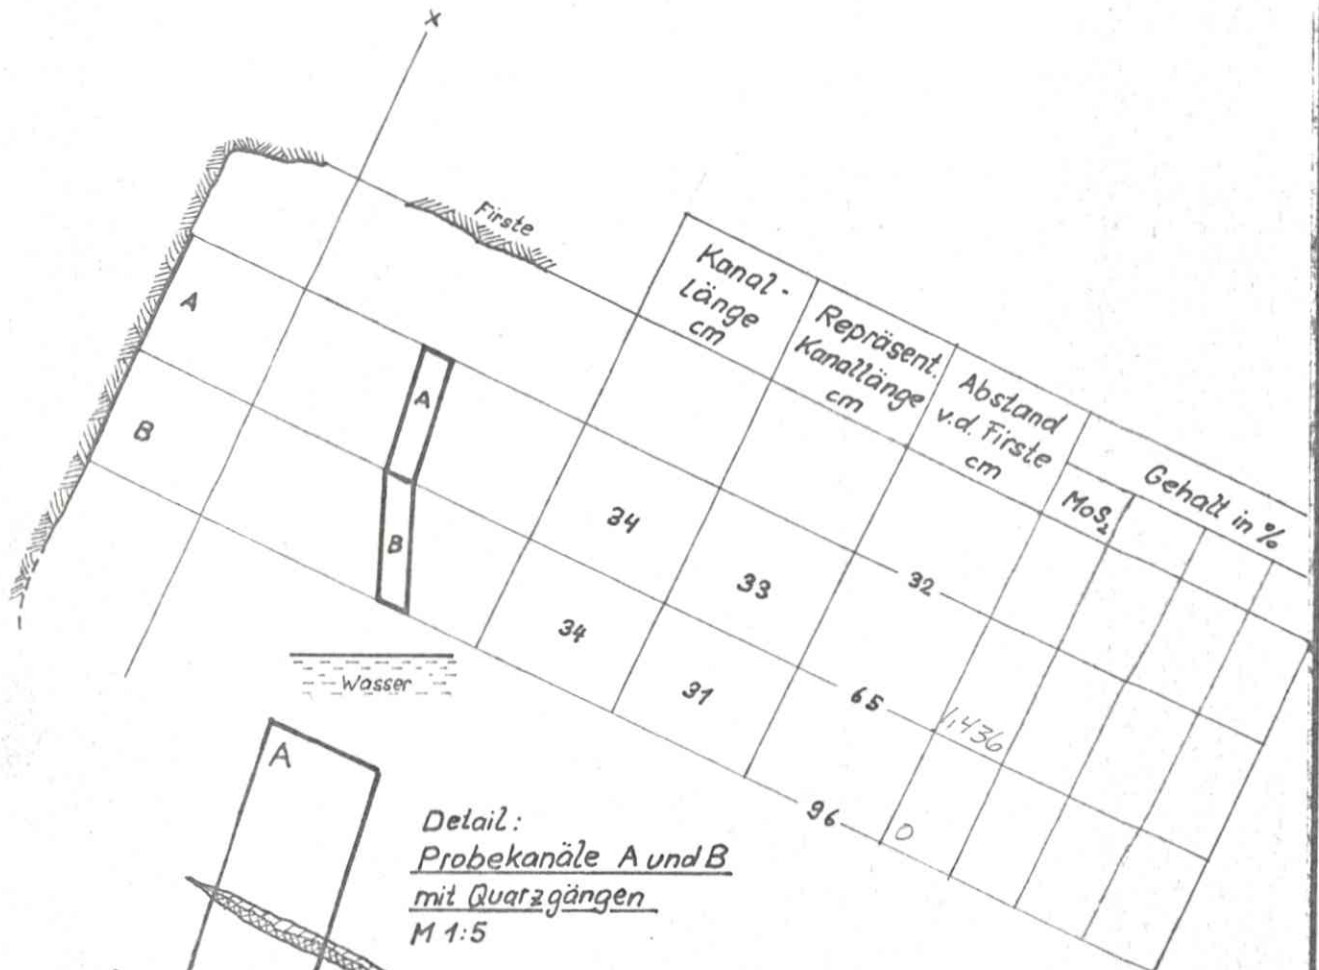 x
Firste
Kanal-
Länge
cm
Repräsent.
Kanallänge
cm
Abstand
v.d. Firste
cm
Gehalt in %
MoS₂
A
B
A
B
34
33
32
34
31
65
1,436
96
0
Wasser
A
Detail:
Probekanäle A und B
mit Quarzgängen
M 1:5